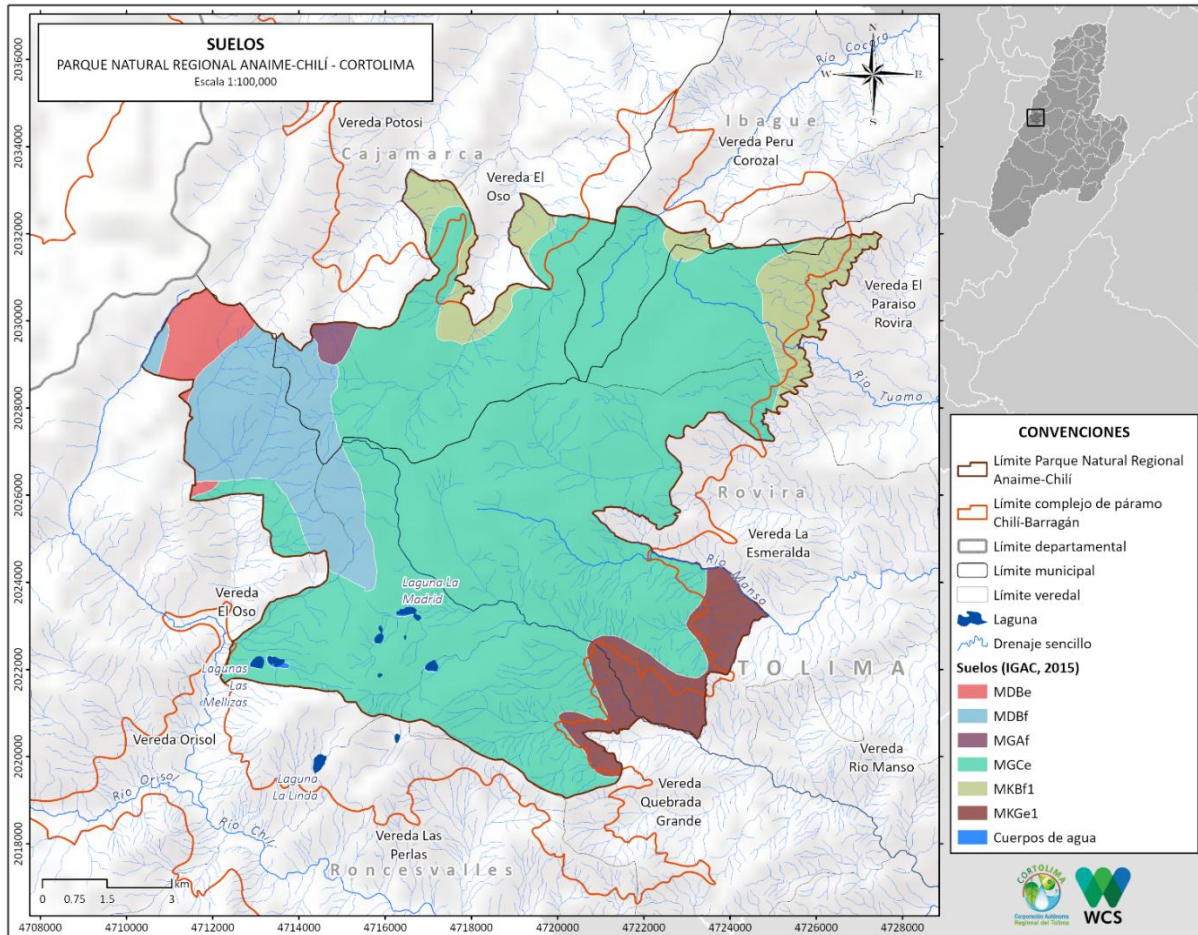 SUELOS
PARQUE NATURAL REGIONAL ANAIME-CHILÍ - CORTOLIMA
Escala 1:100,000
Río Cocora
W
N
E
S
Vereda Potosi
Cajamarca
Ibague
Vereda Peru
Corozal
Vereda El
Oso
Vereda El
Paraiso
Rovira
Río Tuamo
Rovira
Vereda La
Esmeralda
Río Manso
Laguna La
Madrid
Vereda
El Oso
Lagunas
Las
Mellizas
TOLIMA
Vereda Orisol
Vereda
Rio Manso
Laguna
La Linda
Río Orisol
Río Chili
Vereda
Quebrada
Grande
Vereda Las
Perlas
Roncesvalles
0 0.75 1.5 3 km
2036000
2034000
2032000
2030000
2028000
2026000
2024000
2022000
2020000
2018000
4708000 4710000 4712000 4714000 4716000 4718000 4720000 4722000 4724000 4726000 4728000
CONVENCIONES
Límite Parque Natural Regional
Anaime-Chilí
Límite complejo de páramo
Chilí-Barragán
Límite departamental
Límite municipal
Límite veredal
Laguna
Drenaje sencillo
Suelos (IGAC, 2015)
MDBe
MDBf
MGAf
MGCe
MKBf1
MKGe1
Cuerpos de agua
CORTOLIMA
Corporación Autónoma
Regional del Tolima
WCS